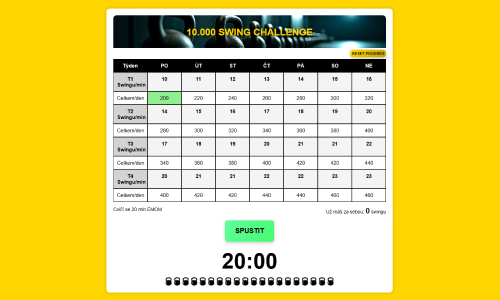 10.000 SWING CHALLENGE
RESET PROGRESS
Týden PO ÚT ST ČT PÁ SO NE
T1 Swingu/min 10 11 12 13 14 15 16
Celkem/den 200 220 240 260 280 300 320
T2 Swingu/min 14 15 16 17 18 19 20
Celkem/den 280 300 320 340 360 380 400
T3 Swingu/min 17 18 19 20 21 21 22
Celkem/den 340 360 380 400 420 420 440
T4 Swingu/min 20 21 21 22 22 23 23
Celkem/den 400 420 420 440 440 460 460
Cvičí se 20 min EMOM
Už máš za sebou: 0 swingu
SPUSTIT
20:00